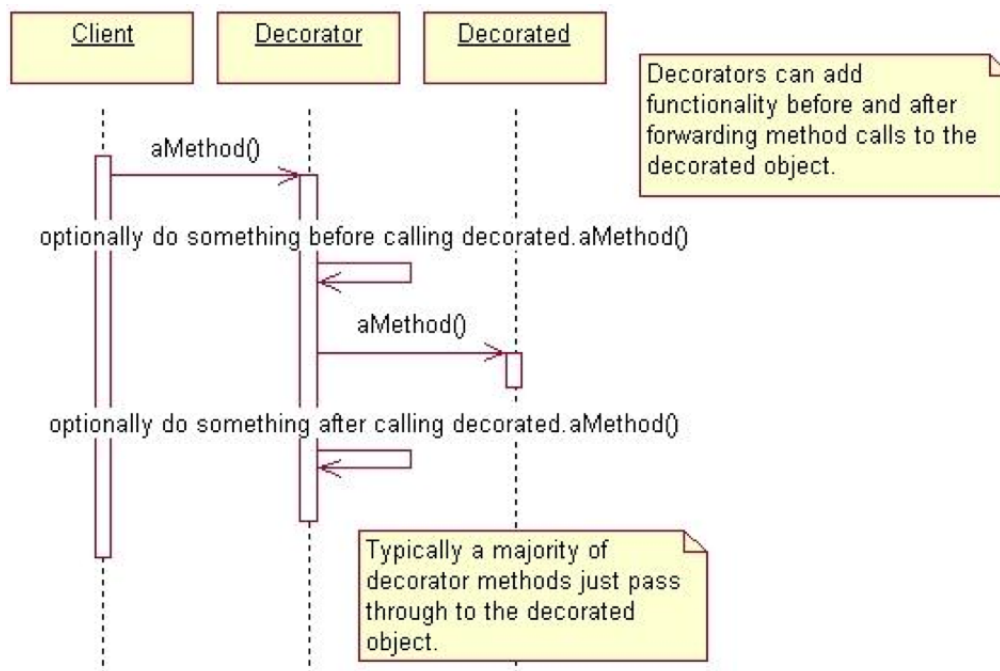 Client
Decorator
Decorated
Decorators can add
functionality before and after
forwarding method calls to the
decorated object.
aMethod()
optionally do something before calling decorated.aMethod()
aMethod()
optionally do something after calling decorated.aMethod()
Typically a majority of
decorator methods just pass
through to the decorated
object.